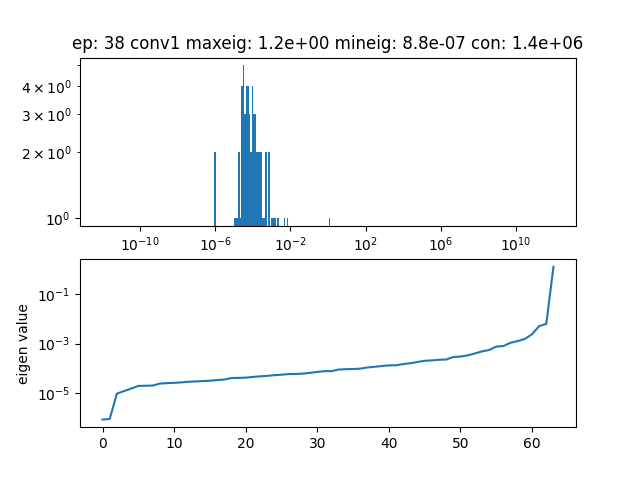 ep: 38 conv1 maxeig: 1.2e+00 mineig: 8.8e-07 con: 1.4e+06
4 × 10⁰
3 × 10⁰
2 × 10⁰
10⁰
10⁻¹⁰ 10⁻⁶ 10⁻² 10² 10⁶ 10¹⁰
eigen value
10⁻¹
10⁻³
10⁻⁵
0 10 20 30 40 50 60